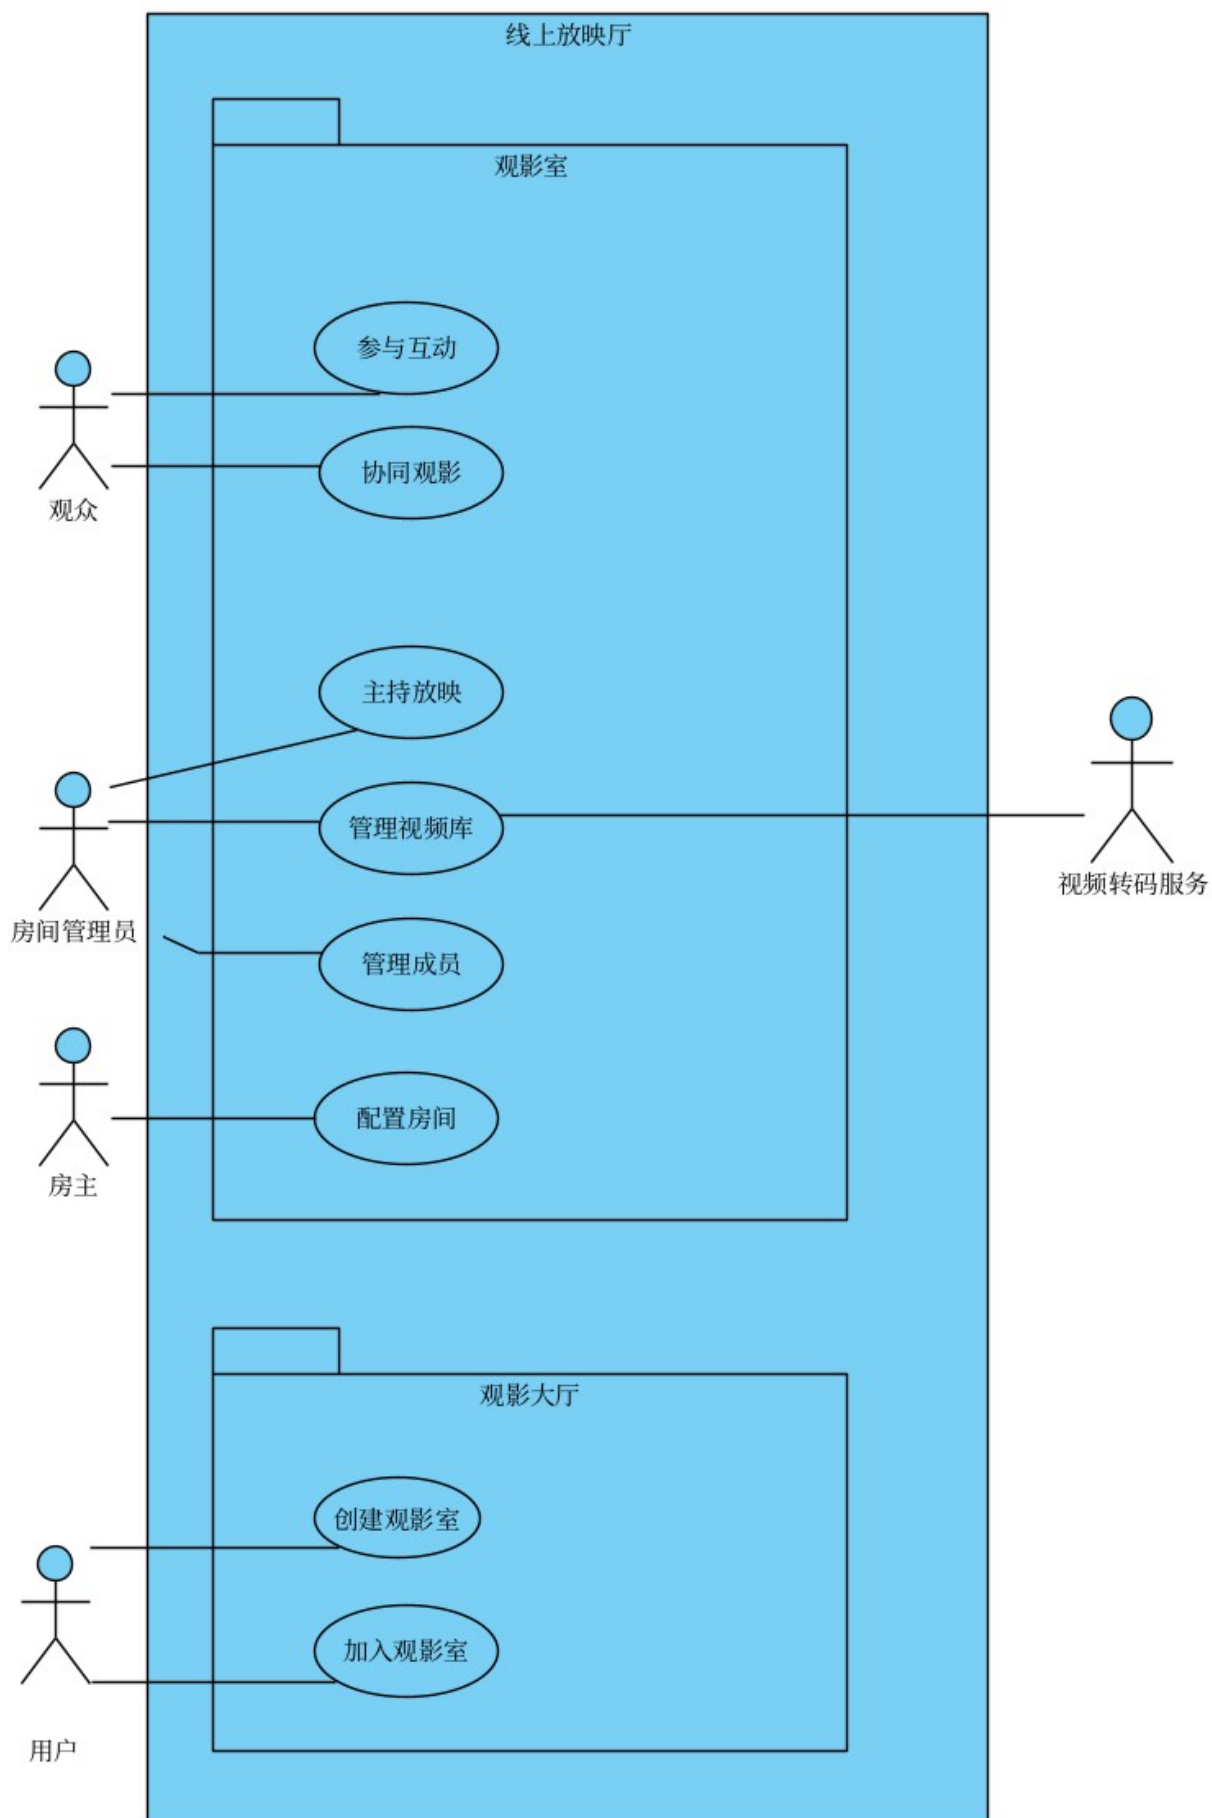 线上放映厅
观影室
参与互动
协同观影
观众
主持放映
管理视频库
视频转码服务
房间管理员
管理成员
配置房间
房主
观影大厅
创建观影室
加入观影室
用户